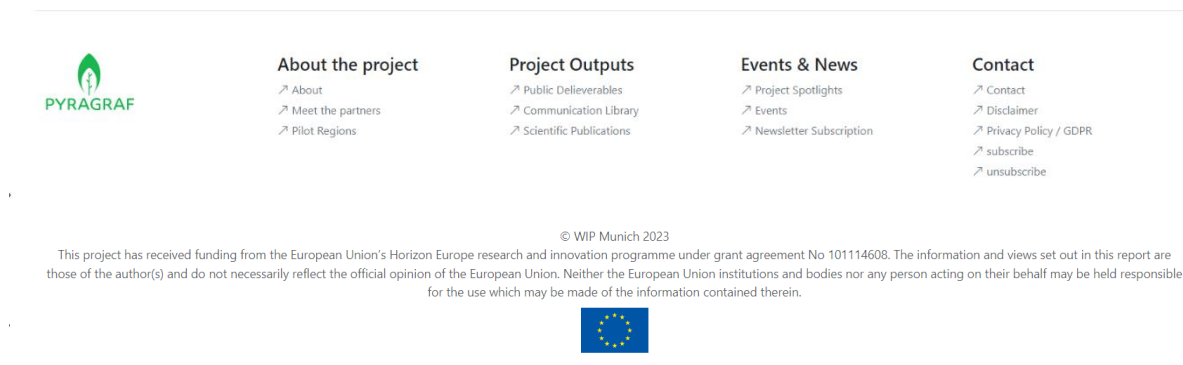 PYRAGRAF
About the project
↗ About
↗ Meet the partners
↗ Pilot Regions
Project Outputs
↗ Public Delieverables
↗ Communication Library
↗ Scientific Publications
Events & News
↗ Project Spotlights
↗ Events
↗ Newsletter Subscription
Contact
↗ Contact
↗ Disclaimer
↗ Privacy Policy / GDPR
↗ subscribe
↗ unsubscribe
© WIP Munich 2023
This project has received funding from the European Union's Horizon Europe research and innovation programme under grant agreement No 101114608. The information and views set out in this report are
those of the author(s) and do not necessarily reflect the official opinion of the European Union. Neither the European Union institutions and bodies nor any person acting on their behalf may be held responsible
for the use which may be made of the information contained therein.